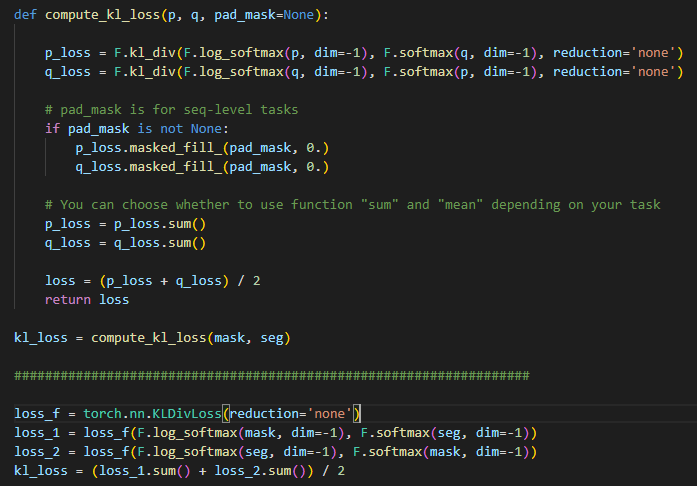 def compute_kl_loss(p, q, pad_mask=None):
p_loss = F.kl_div(F.log_softmax(p, dim=-1), F.softmax(q, dim=-1), reduction='none')
q_loss = F.kl_div(F.log_softmax(q, dim=-1), F.softmax(p, dim=-1), reduction='none')
# pad_mask is for seq-level tasks
if pad_mask is not None:
p_loss.masked_fill_(pad_mask, 0.)
q_loss.masked_fill_(pad_mask, 0.)
# You can choose whether to use function "sum" and "mean" depending on your task
p_loss = p_loss.sum()
q_loss = q_loss.sum()
loss = (p_loss + q_loss) / 2
return loss
kl_loss = compute_kl_loss(mask, seg)
####################################################################
loss_f = torch.nn.KLDivLoss(reduction='none')
loss_1 = loss_f(F.log_softmax(mask, dim=-1), F.softmax(seg, dim=-1))
loss_2 = loss_f(F.log_softmax(seg, dim=-1), F.softmax(mask, dim=-1))
kl_loss = (loss_1.sum() + loss_2.sum()) / 2